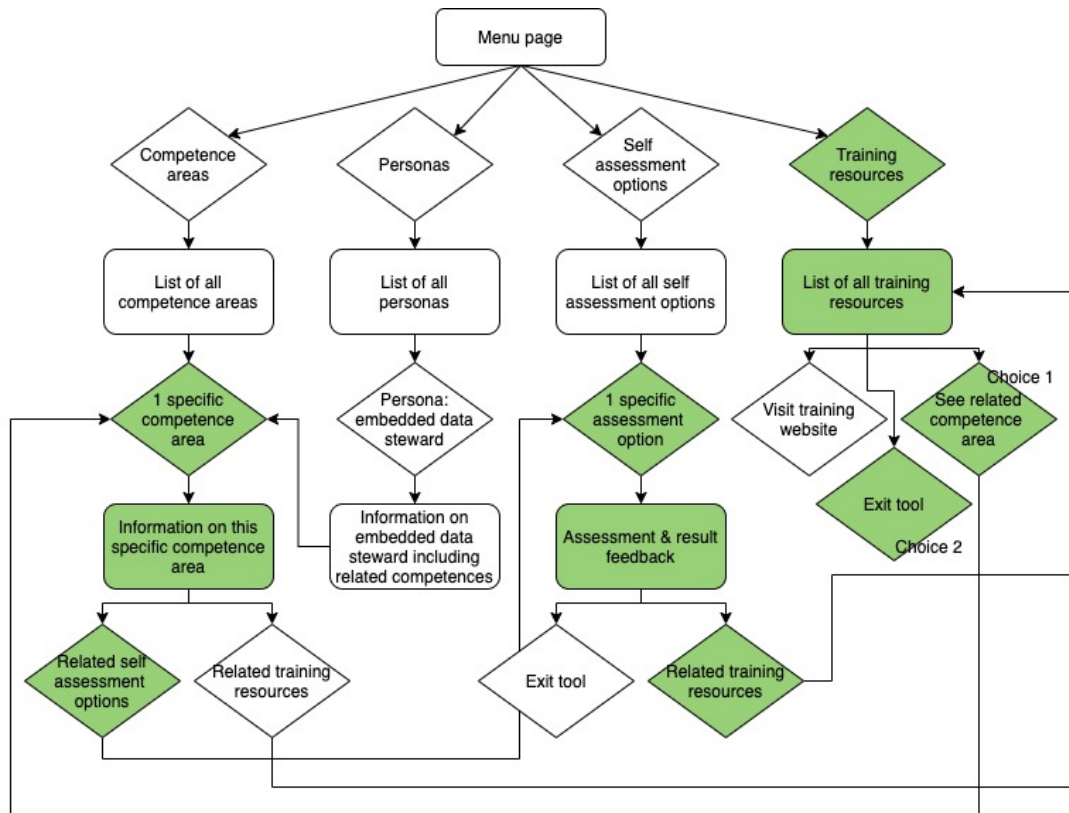 Menu page
Competence
areas
Personas
Self
assessment
options
Training
resources
List of all
competence areas
List of all
personas
List of all self
assessment options
List of all training
resources
1 specific
competence
area
Persona:
embedded data
steward
1 specific
assessment
option
Visit training
website
Choice 1
See related
competence
area
Exit tool
Choice 2
Information on this
specific competence
area
Information on
embedded data
steward including
related competences
Assessment & result
feedback
Related self
assessment
options
Related training
resources
Exit tool
Related training
resources